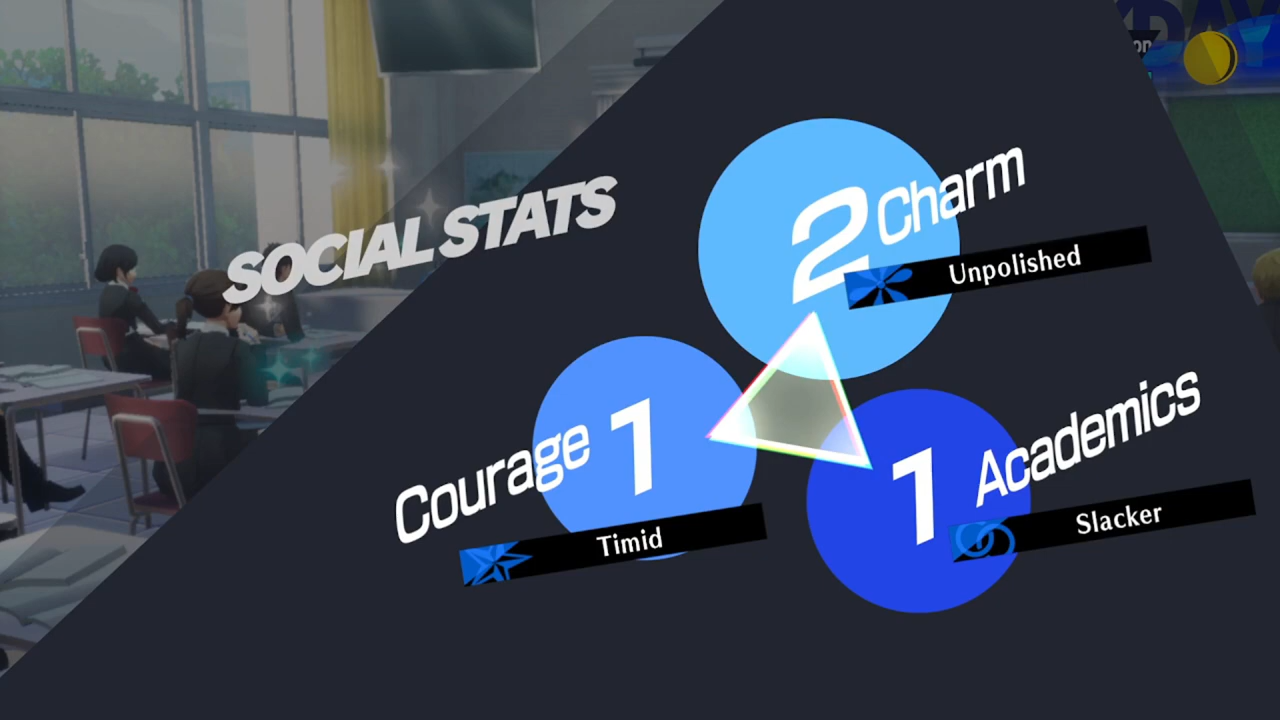 SOCIAL STATS
2 Charm
Unpolished
Courage 1
Timid
1 Academics
Slacker